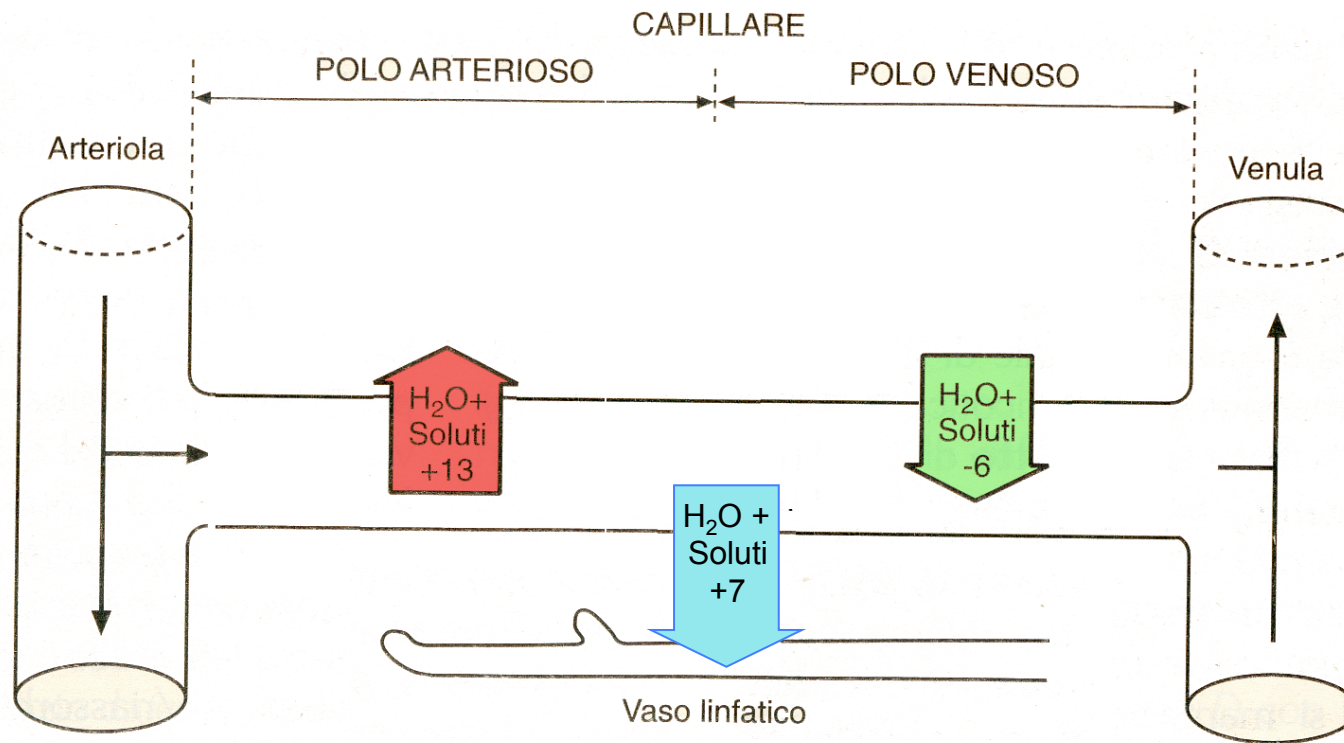 CAPILLARE
POLO ARTERIOSO
POLO VENOSO
Arteriola
Venula
H₂O+
Soluti
+13
H₂O+
Soluti
-6
H₂O +
Soluti
+7
Vaso linfatico